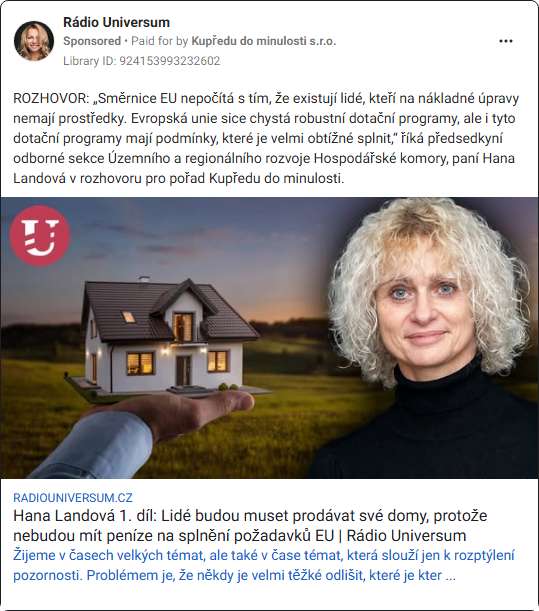 Rádio Universum
Sponsored • Paid for by Kupředu do minulosti s.r.o.
Library ID: 924153993232602
ROZHOVOR: „Směrnice EU nepočítá s tím, že existují lidé, kteří na nákladné úpravy
nemají prostředky. Evropská unie sice chystá robustní dotační programy, ale i tyto
dotační programy mají podmínky, které je velmi obtížné splnit,“ říká předsedkyní
odborné sekce Územního a regionálního rozvoje Hospodářské komory, paní Hana
Landová v rozhovoru pro pořad Kupředu do minulosti.
U
RADIOUNIVERSUM.CZ
Hana Landová 1. díl: Lidé budou muset prodávat své domy, protože
nebudou mít peníze na splnění požadavků EU | Rádio Universum
Žijeme v časech velkých témat, ale také v čase témat, která slouží jen k rozptýlení
pozornosti. Problémem je, že někdy je velmi těžké odlišit, které je kter ...